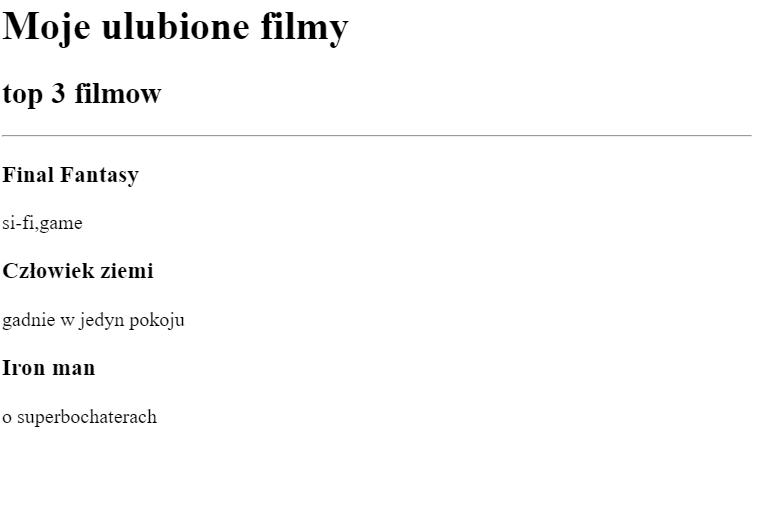 Moje ulubione filmy
top 3 filmow
Final Fantasy
si-fi,game
Człowiek ziemi
gadnie w jedyn pokoju
Iron man
o superbochaterach